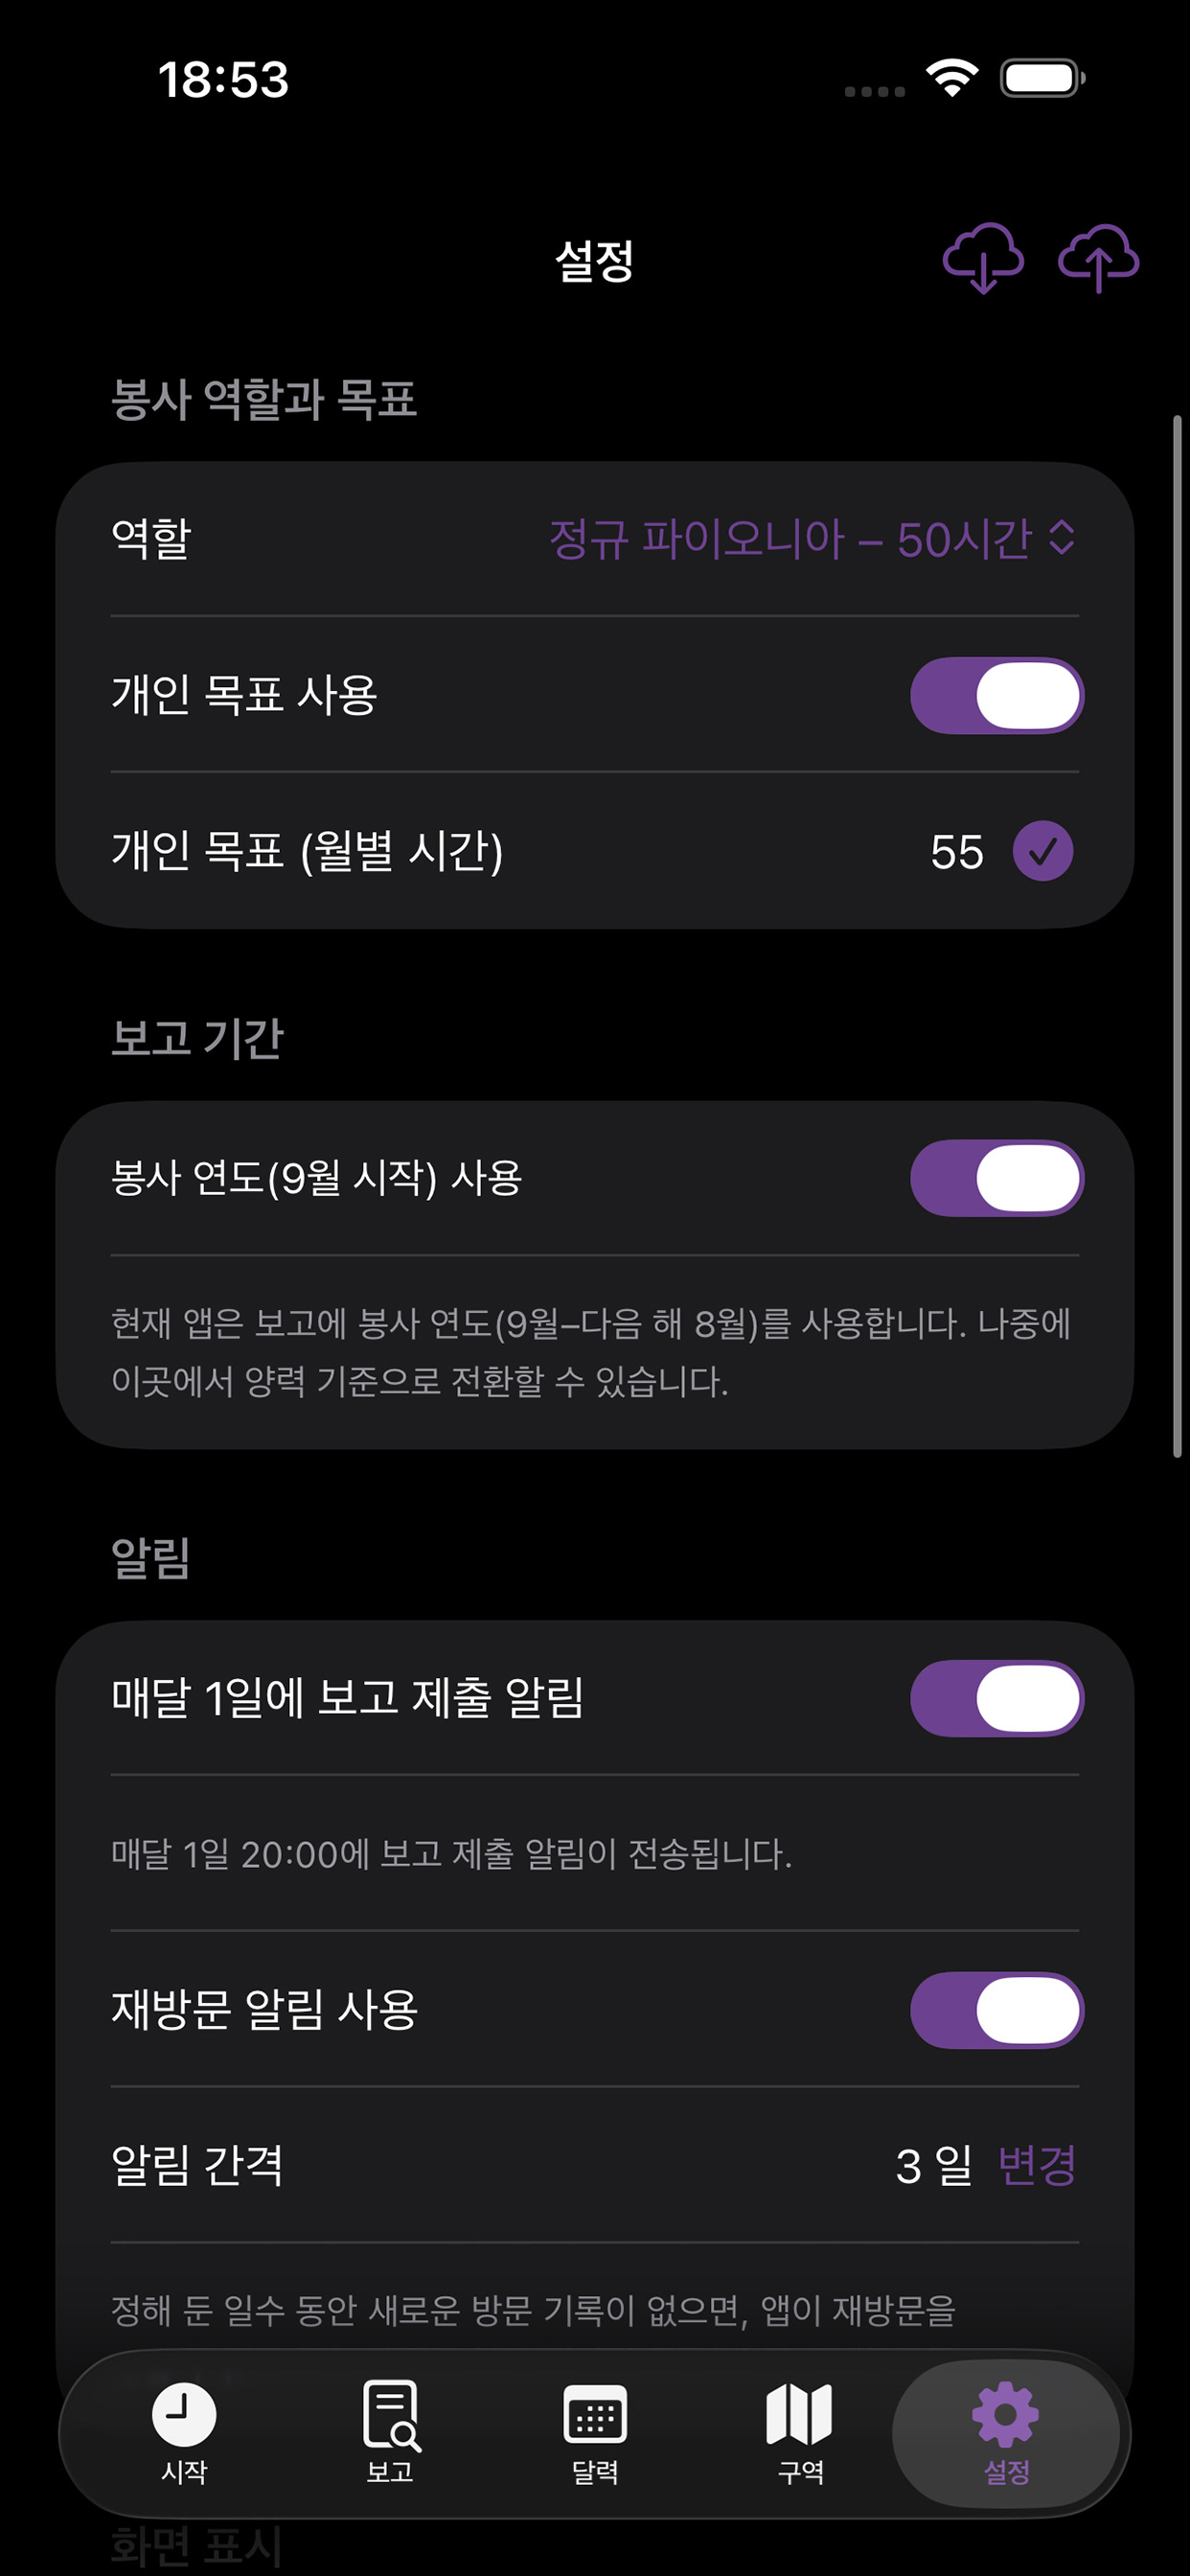 18:53
설정
봉사 역할과 목표
역할
정규 파이오니아 – 50시간
개인 목표 사용
개인 목표 (월별 시간)
55
보고 기간
봉사 연도(9월 시작) 사용
현재 앱은 보고에 봉사 연도(9월–다음 해 8월)를 사용합니다. 나중에
이곳에서 양력 기준으로 전환할 수 있습니다.
알림
매달 1일에 보고 제출 알림
매달 1일 20:00에 보고 제출 알림이 전송됩니다.
재방문 알림 사용
알림 간격
3 일 변경
정해 둔 일수 동안 새로운 방문 기록이 없으면, 앱이 재방문을
시작
보고
달력
구역
설정
화면 표시